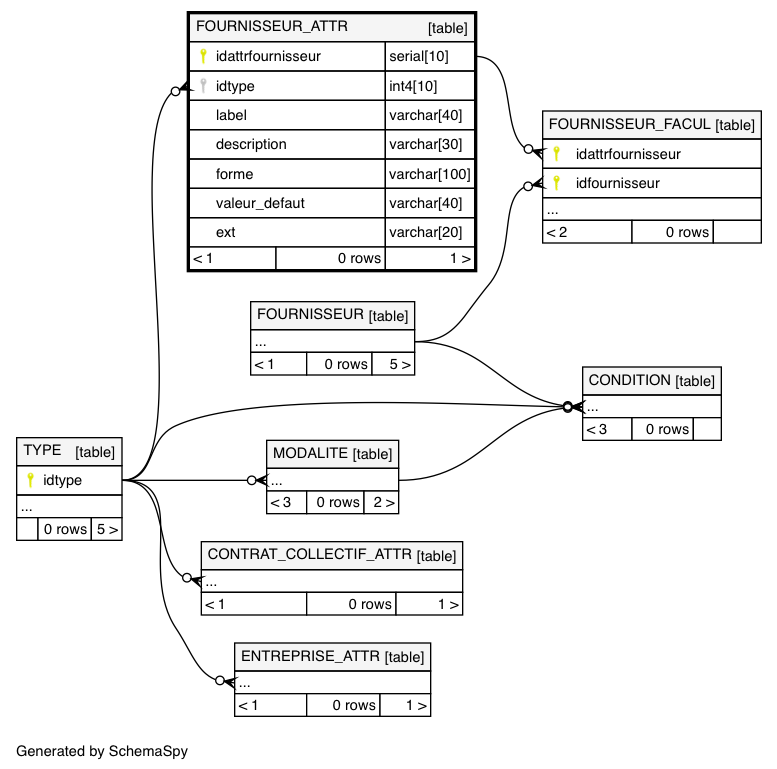 FOURNISSEUR_ATTR [table]
idattrfournisseur serial[10]
idtype int4[10]
label varchar[40]
description varchar[30]
forme varchar[100]
valeur_defaut varchar[40]
ext varchar[20]
< 1 0 rows 1 >
FOURNISSEUR_FACUL [table]
idattrfournisseur
idfournisseur
...
< 2 0 rows
FOURNISSEUR [table]
...
< 1 0 rows 5 >
CONDITION [table]
...
< 3 0 rows
TYPE [table]
idtype
...
0 rows 5 >
MODALITE [table]
...
< 3 0 rows 2 >
CONTRAT_COLLECTIF_ATTR [table]
...
< 1 0 rows 1 >
ENTREPRISE_ATTR [table]
...
< 1 0 rows 1 >
Generated by SchemaSpy